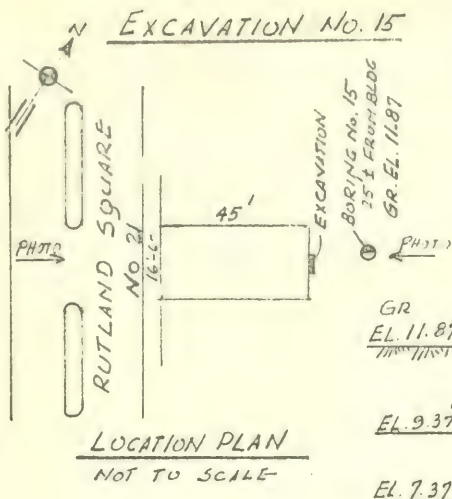 EXCAVATION No. 15
N
RUTLAND SQUARE
No 21
16-6-
45'
EXCAVATION
BORING No. 15
25 ± FROM BLDG
GR. EL. 11.87
PHOTO
PHOTO
GR
EL. 11.87
EL. 9.37
EL. 7.37
LOCATION PLAN
NOT TO SCALE